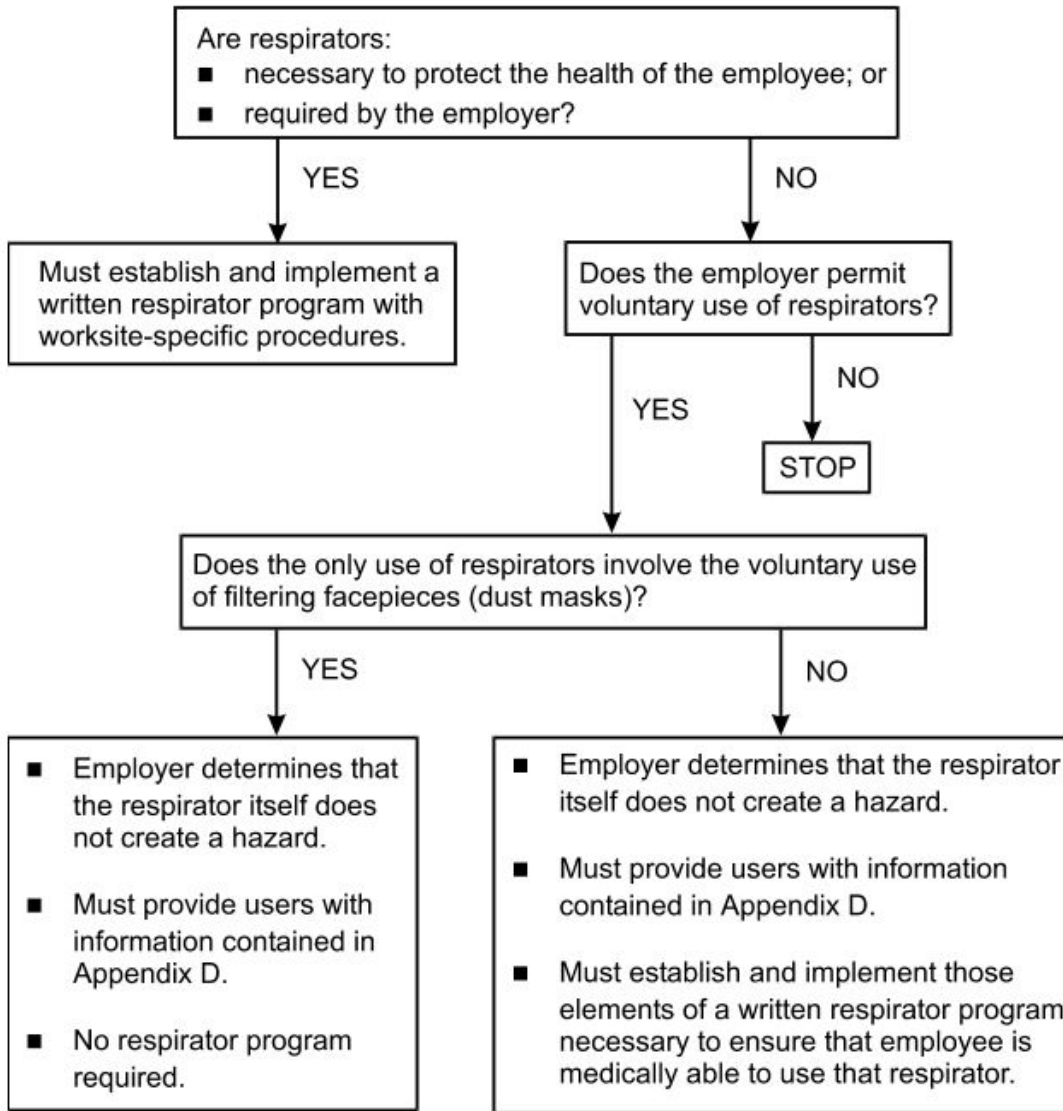 Are respirators:
■ necessary to protect the health of the employee; or
■ required by the employer?
YES
NO
Must establish and implement a
written respirator program with
worksite-specific procedures.
Does the employer permit
voluntary use of respirators?
YES
NO
STOP
Does the only use of respirators involve the voluntary use
of filtering facepieces (dust masks)?
YES
NO
■ Employer determines that
the respirator itself does
not create a hazard.
■ Must provide users with
information contained in
Appendix D.
■ No respirator program
required.
■ Employer determines that the respirator
itself does not create a hazard.
■ Must provide users with information
contained in Appendix D.
■ Must establish and implement those
elements of a written respirator program
necessary to ensure that employee is
medically able to use that respirator.